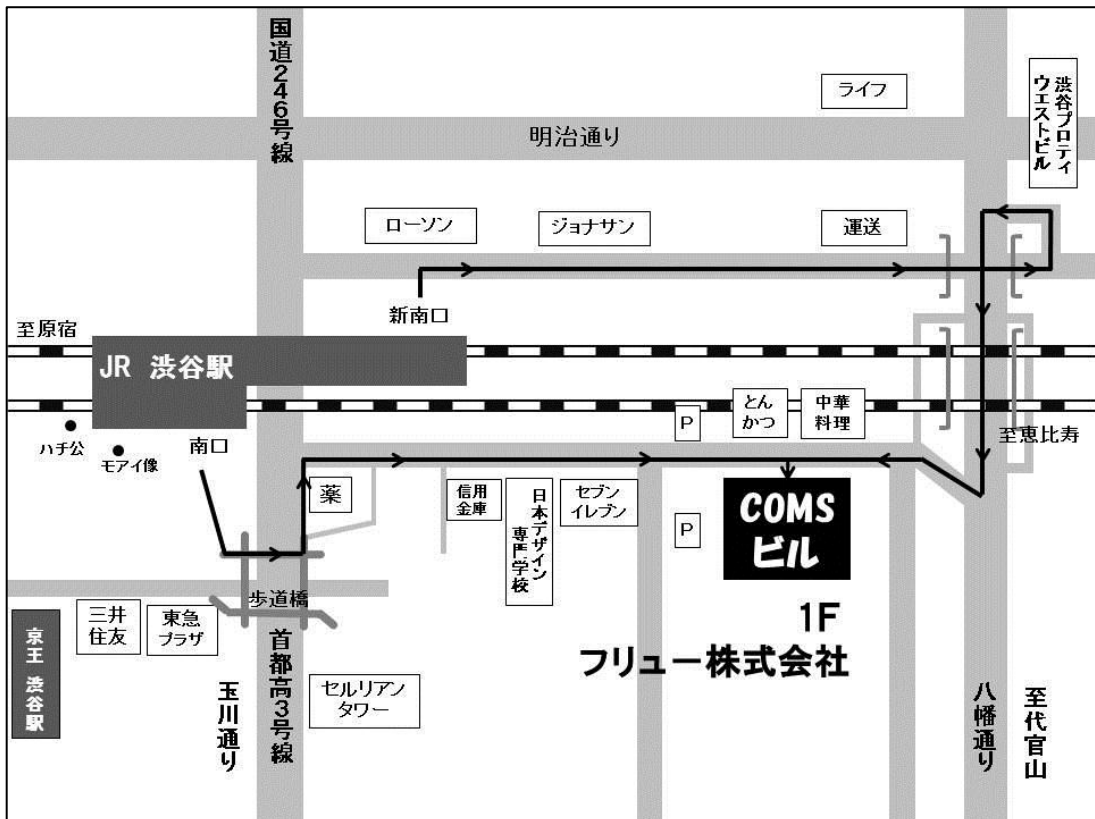 国道246号線
ライフ
渋谷プロティ
ウエストビル
明治通り
ローソン
ジョナサン
運送
新南口
至原宿
JR 渋谷駅
ハチ公
モアイ像
南口
P
とん
かつ
中華
料理
至恵比寿
薬
信用
金庫
日本デザイン
専門学校
セブン
イレブン
P
COMS
ビル
1F
フリュー株式会社
歩道橋
三井
住友
東急
プラザ
京王 渋谷駅
玉川通り
首都高3号線
セルリアン
タワー
八幡通り
至代官山